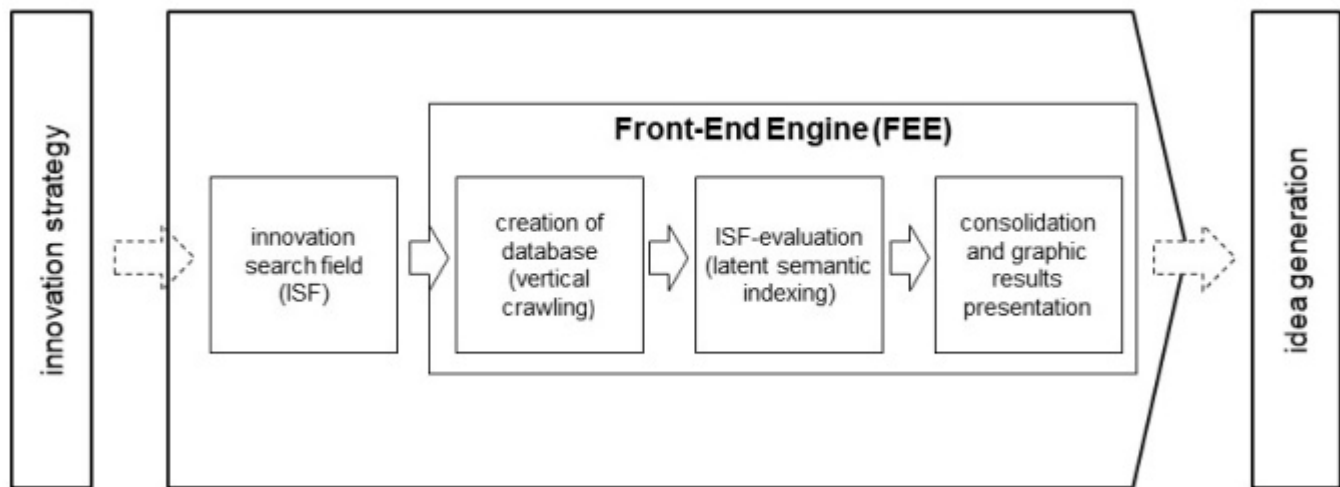 innovation strategy
Front-End Engine (FEE)
innovation
search field
(ISF)
creation of
database
(vertical
crawling)
ISF-evaluation
(latent semantic
indexing)
consolidation
and graphic
results
presentation
idea generation